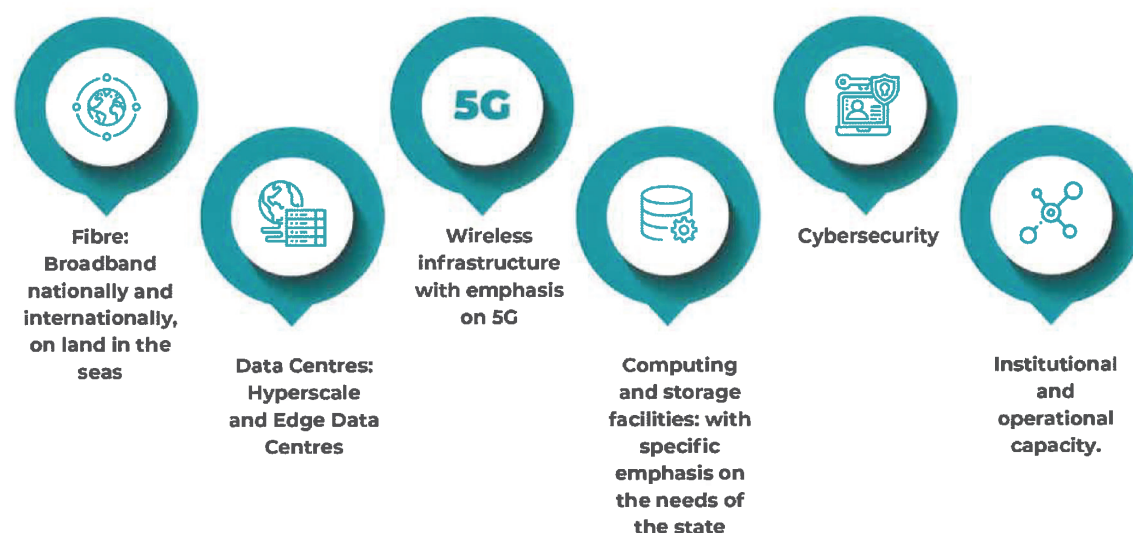 Fibre:
Broadband
nationally and
internationally,
on land in the
seas
Data Centres:
Hyperscale
and Edge Data
Centres
5G
Wireless
infrastructure
with emphasis
on 5G
Computing
and storage
facilities: with
specific
emphasis on
the needs of
the state
Cybersecurity
Institutional
and
operational
capacity.